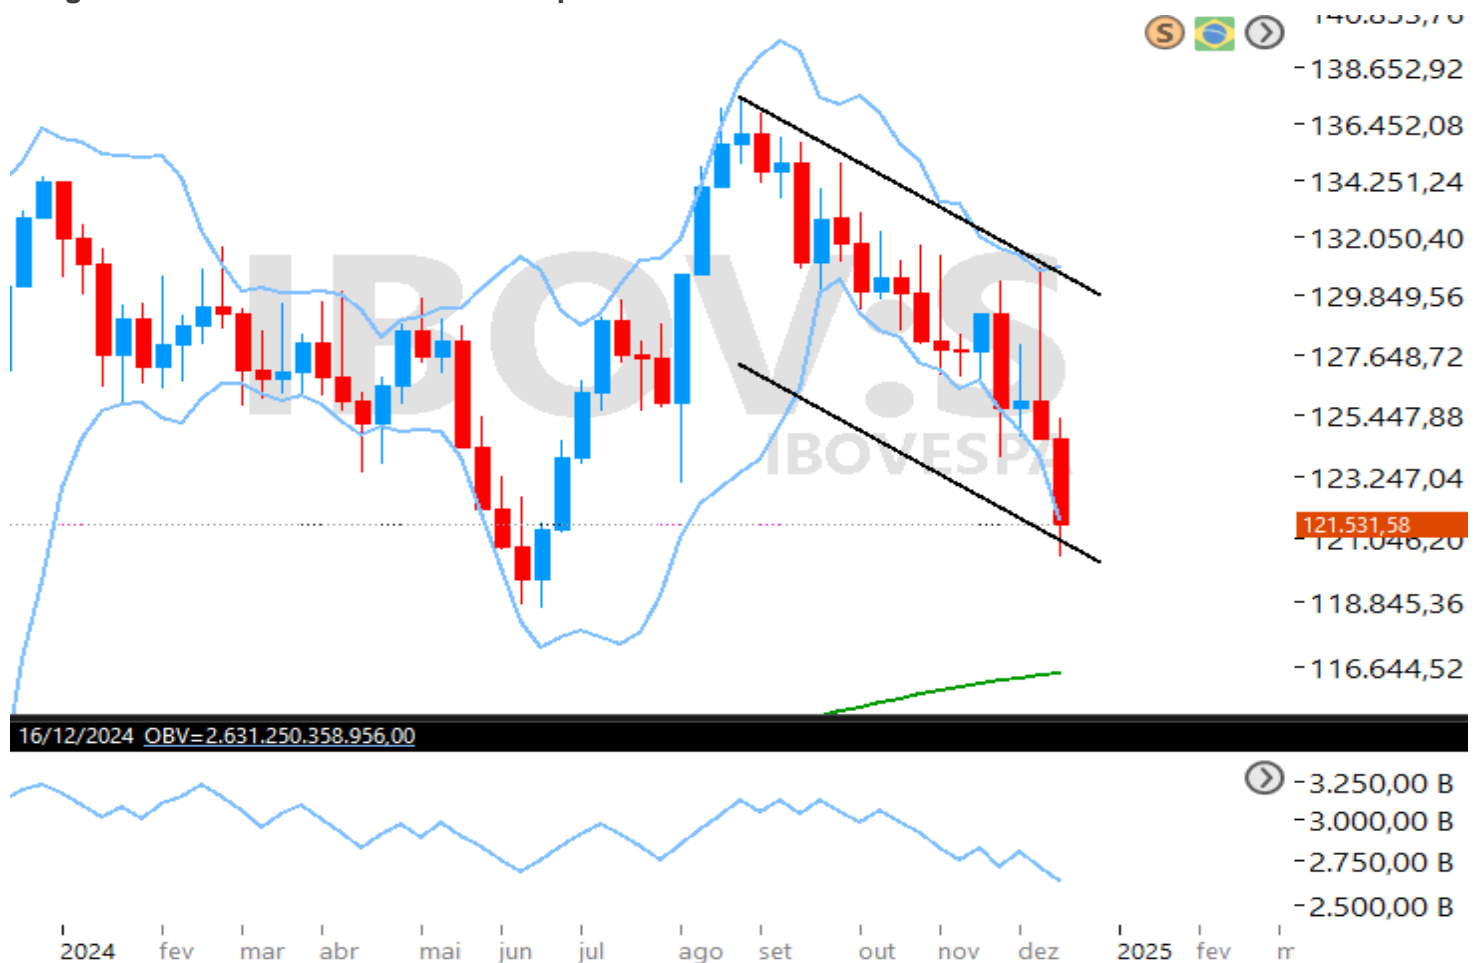 S
138.652,92
136.452,08
134.251,24
132.050,40
129.849,56
127.648,72
125.447,88
123.247,04
121.531,58
121.046,20
118.845,36
116.644,52
IBOV:S
IBOVESPA
16/12/2024 OBV=2.631.250.358.956,00
3.250,00 B
3.000,00 B
2.750,00 B
2.500,00 B
2024 fev mar abr mai jun jul ago set out nov dez 2025 fev